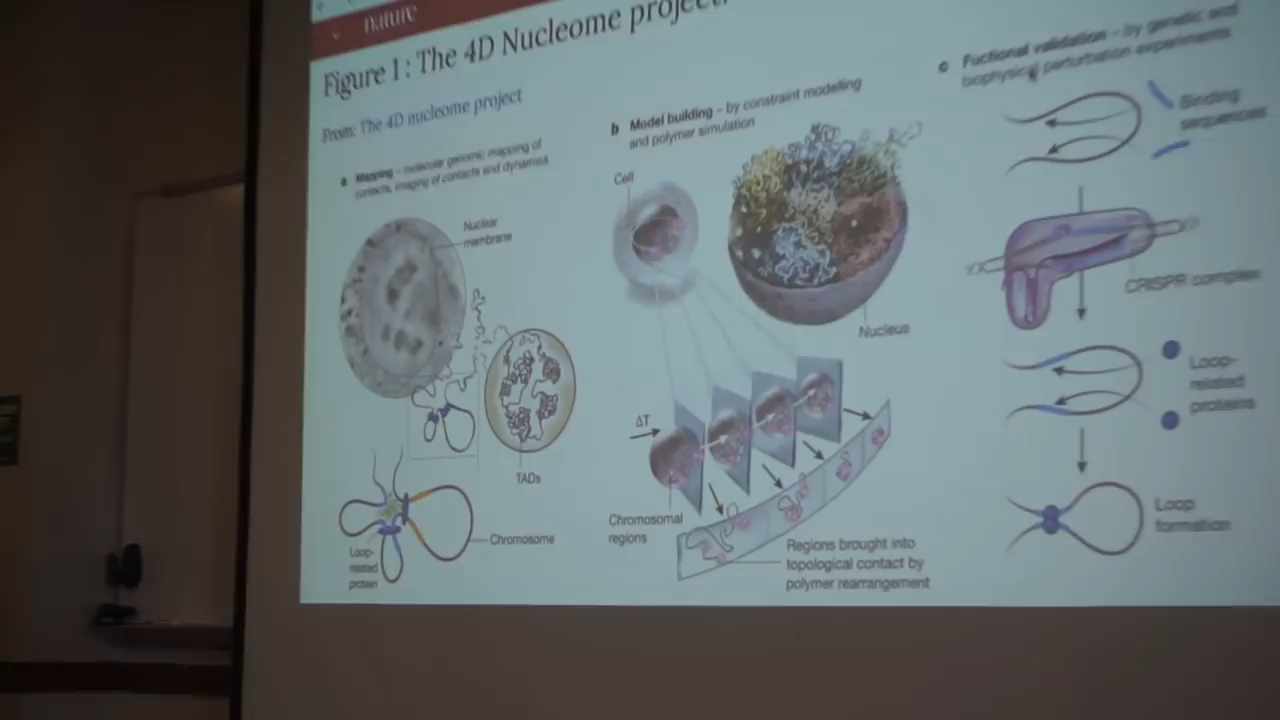 nature
Figure 1: The 4D Nucleome project.
From: The 4D nucleome project
a Mapping – molecular genomic mapping of
contacts, imaging of contacts and dynamics
Nuclear
membrane
TADs
Chromosome
Loop-
related
protein
b Model building – by constraint modelling
and polymer simulation
Cell
Nucleus
ΔT
Chromosomal
regions
Regions brought into
topological contact by
polymer rearrangement
c Fuctional validation – by genetic and
biophysical perturbation experiments
Binding
sequences
CRISPR complex
Loop-
related
proteins
Loop
formation